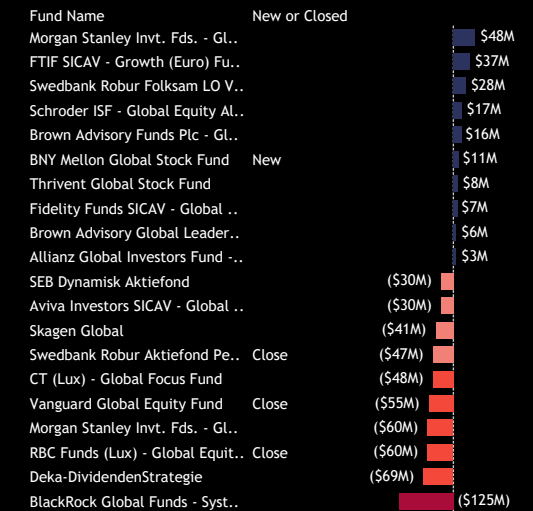 Fund Name New or Closed
Morgan Stanley Invt. Fds. - Gl.. $48M
FTIF SICAV - Growth (Euro) Fu.. $37M
Swedbank Robur Folksam LO V.. $28M
Schroder ISF - Global Equity Al.. $17M
Brown Advisory Funds Plc - Gl.. $16M
BNY Mellon Global Stock Fund New $11M
Thrivent Global Stock Fund $8M
Fidelity Funds SICAV - Global .. $7M
Brown Advisory Global Leader.. $6M
Allianz Global Investors Fund -.. $3M
SEB Dynamisk Aktiefond ($30M)
Aviva Investors SICAV - Global .. ($30M)
Skagen Global ($41M)
Swedbank Robur Aktiefond Pe.. Close ($47M)
CT (Lux) - Global Focus Fund ($48M)
Vanguard Global Equity Fund Close ($55M)
Morgan Stanley Invt. Fds. - Gl.. ($60M)
RBC Funds (Lux) - Global Equit.. Close ($60M)
Deka-DividendenStrategie ($69M)
BlackRock Global Funds - Syst.. ($125M)